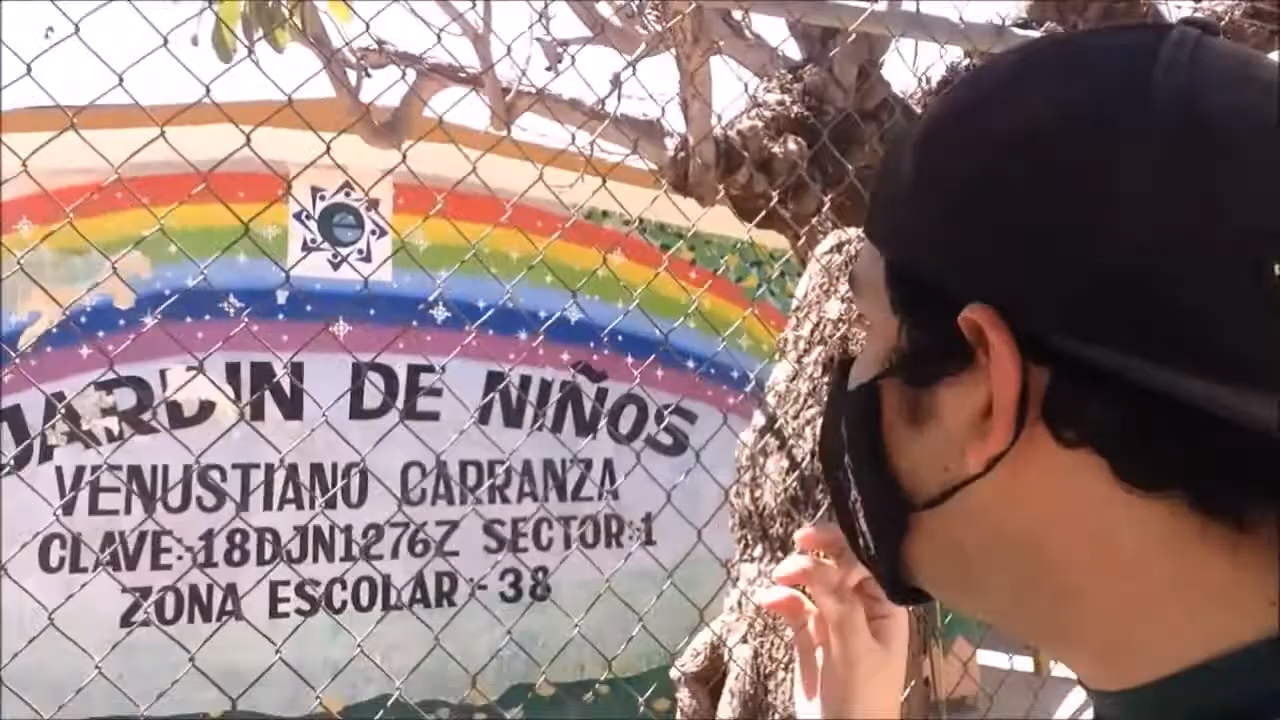 JARDIN DE NIÑOS
VENUSTIANO CARRANZA
CLAVE:-18DJN1276Z SECTOR:1
ZONA ESCOLAR:-38